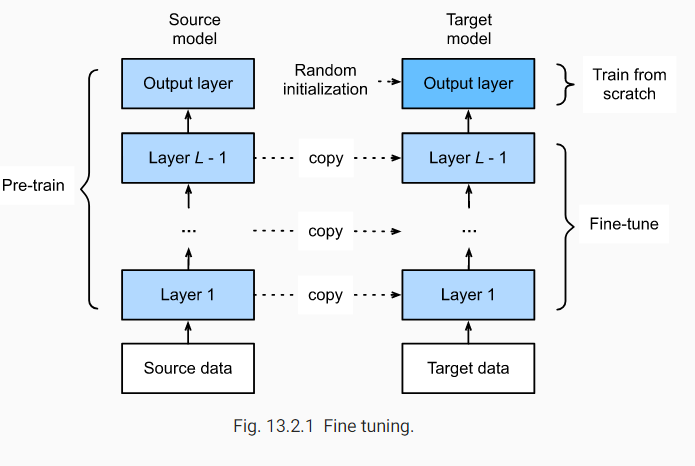 Source
model
Target
model
Output layer
Random
initialization
Output layer
Train from
scratch
Layer L - 1
copy
Layer L - 1
Pre-train
...
copy
...
Fine-tune
Layer 1
copy
Layer 1
Source data
Target data
Fig. 13.2.1 Fine tuning.